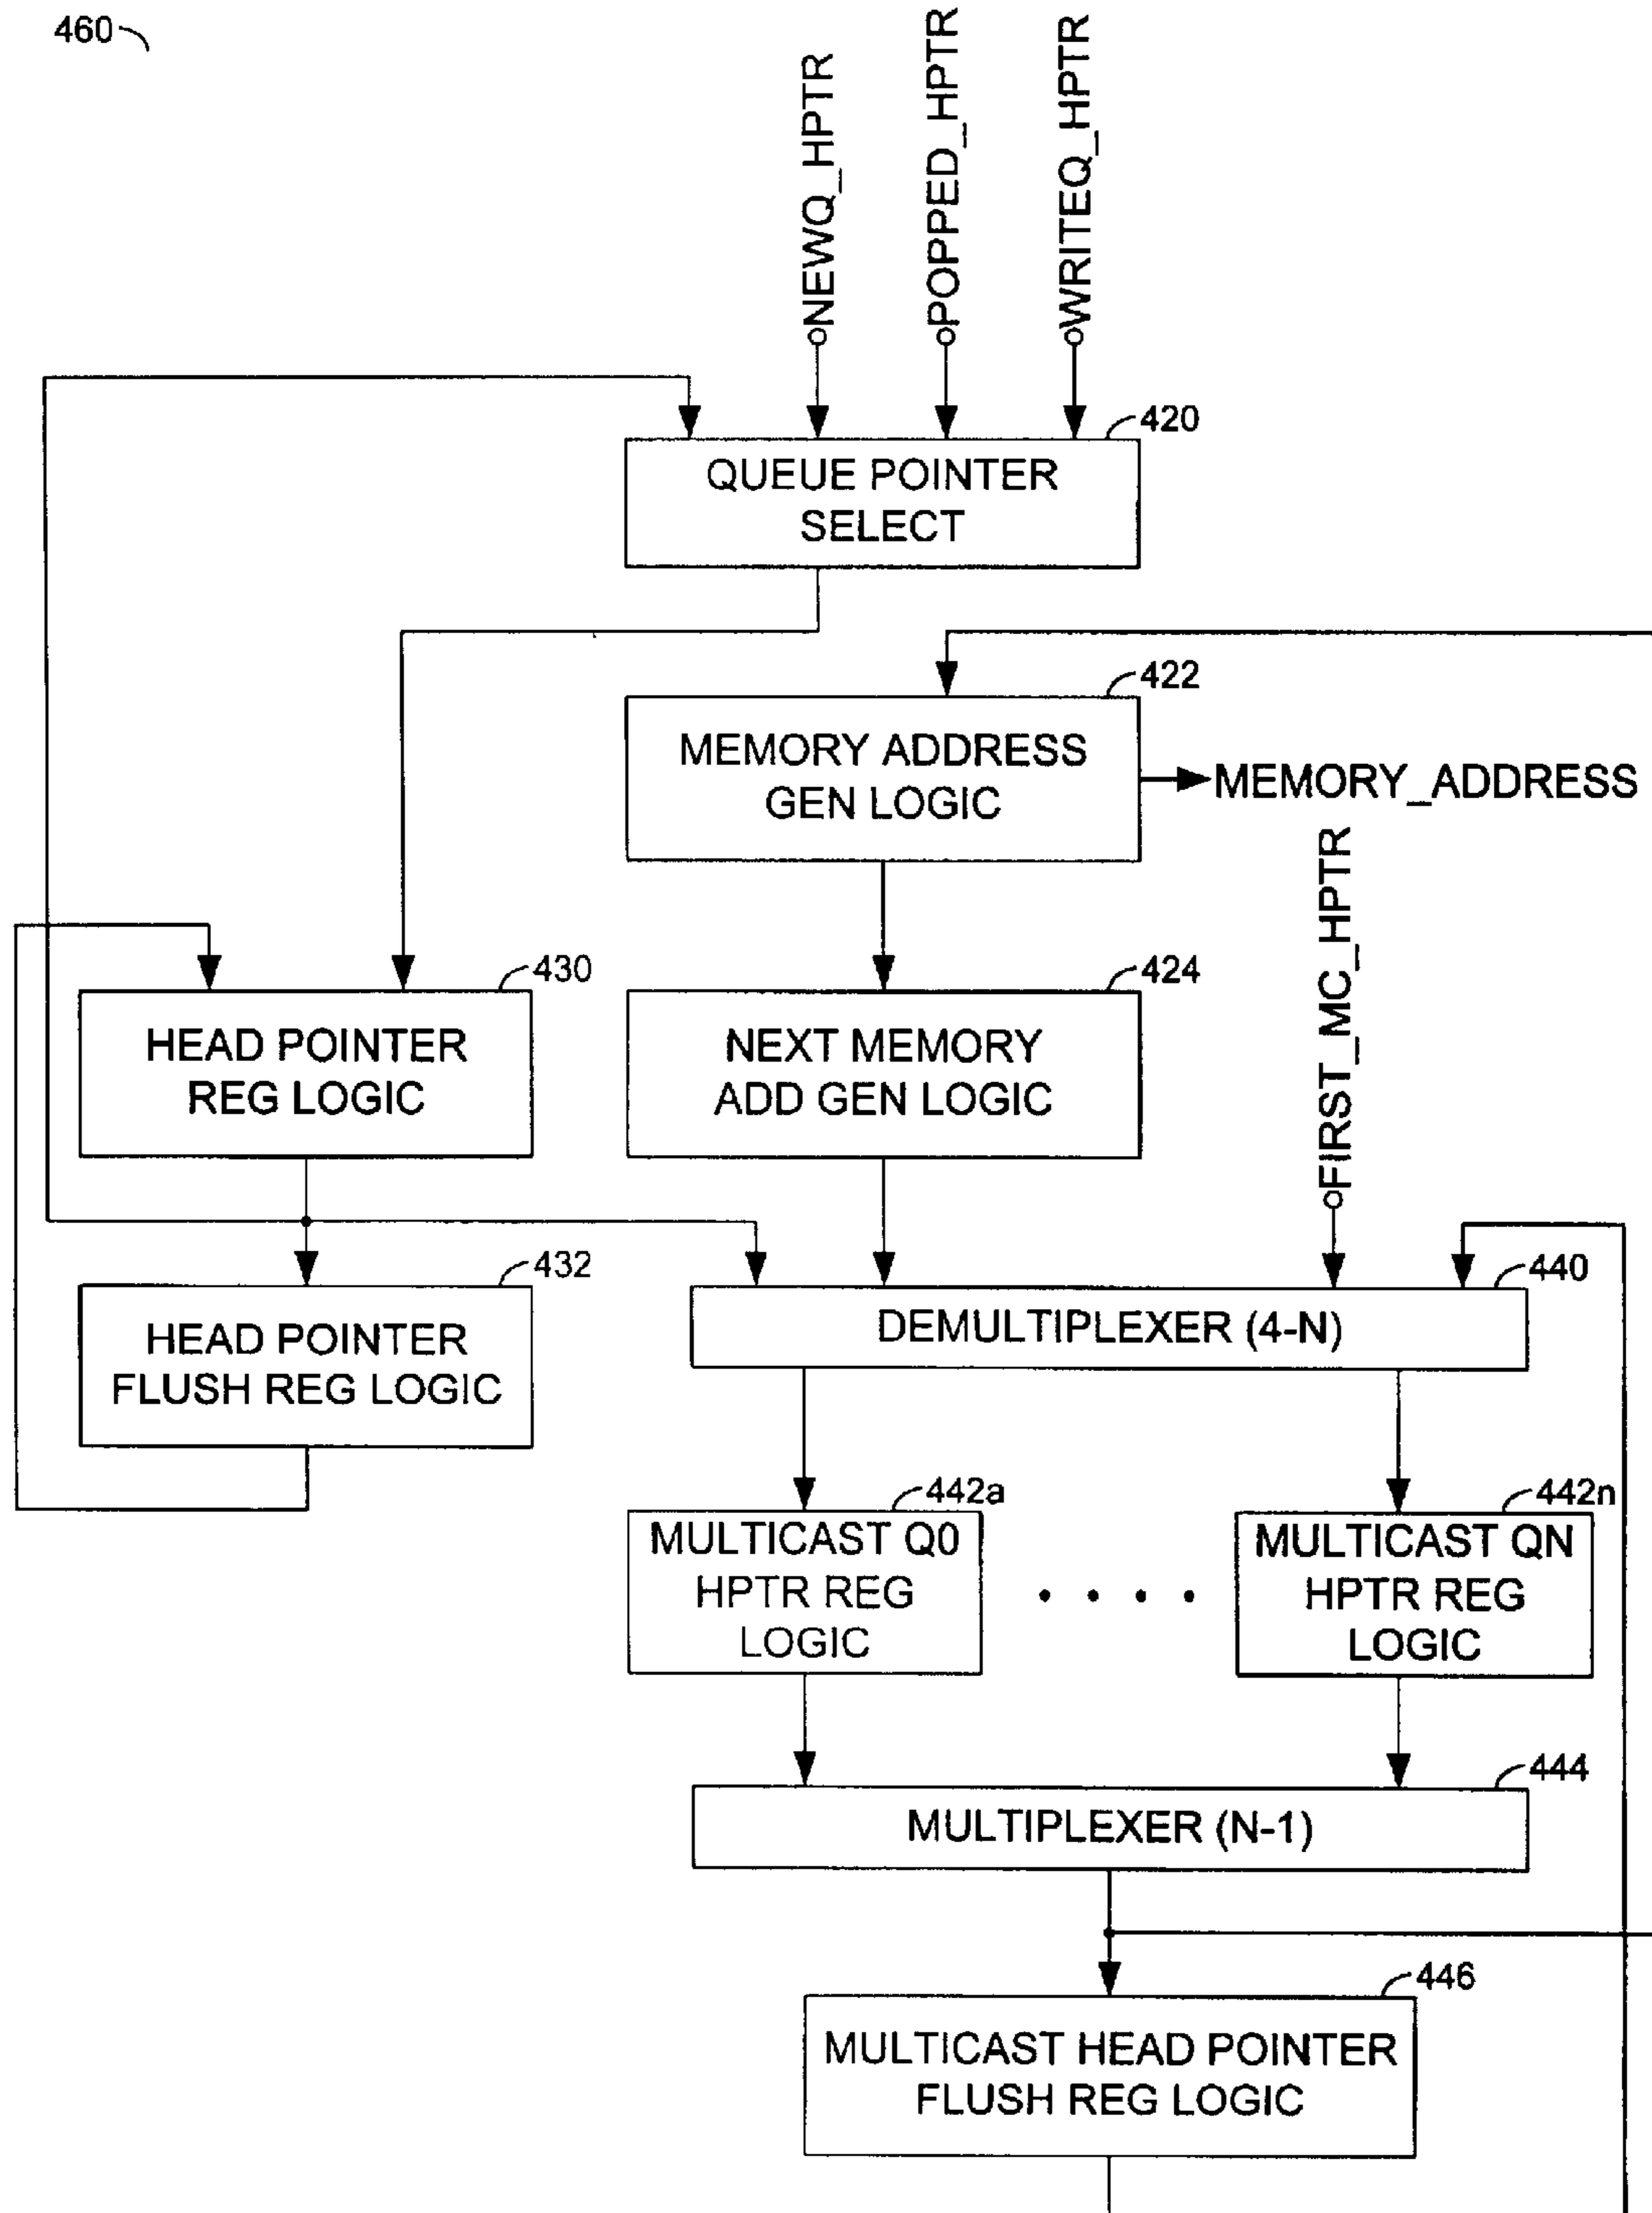 460
NEWQ_HPTR
POPPED_HPTR
WRITEQ_HPTR
420
QUEUE POINTER
SELECT
422
MEMORY ADDRESS
GEN LOGIC
MEMORY_ADDRESS
FIRST_MC_HPTR
430
HEAD POINTER
REG LOGIC
424
NEXT MEMORY
ADD GEN LOGIC
432
HEAD POINTER
FLUSH REG LOGIC
440
DEMULTIPLEXER (4-N)
442a
MULTICAST Q0
HPTR REG
LOGIC
. . . .
442n
MULTICAST QN
HPTR REG
LOGIC
444
MULTIPLEXER (N-1)
446
MULTICAST HEAD POINTER
FLUSH REG LOGIC